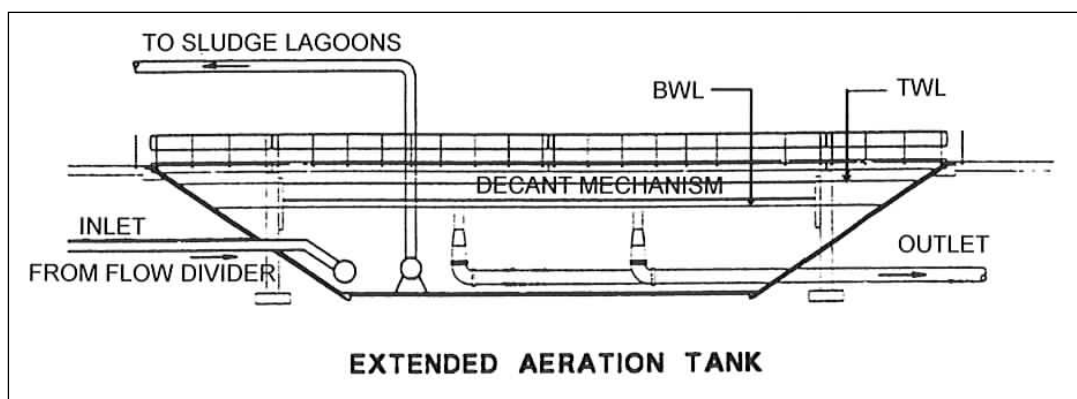 TO SLUDGE LAGOONS
BWL
TWL
DECANT MECHANISM
INLET
FROM FLOW DIVIDER
OUTLET
EXTENDED AERATION TANK